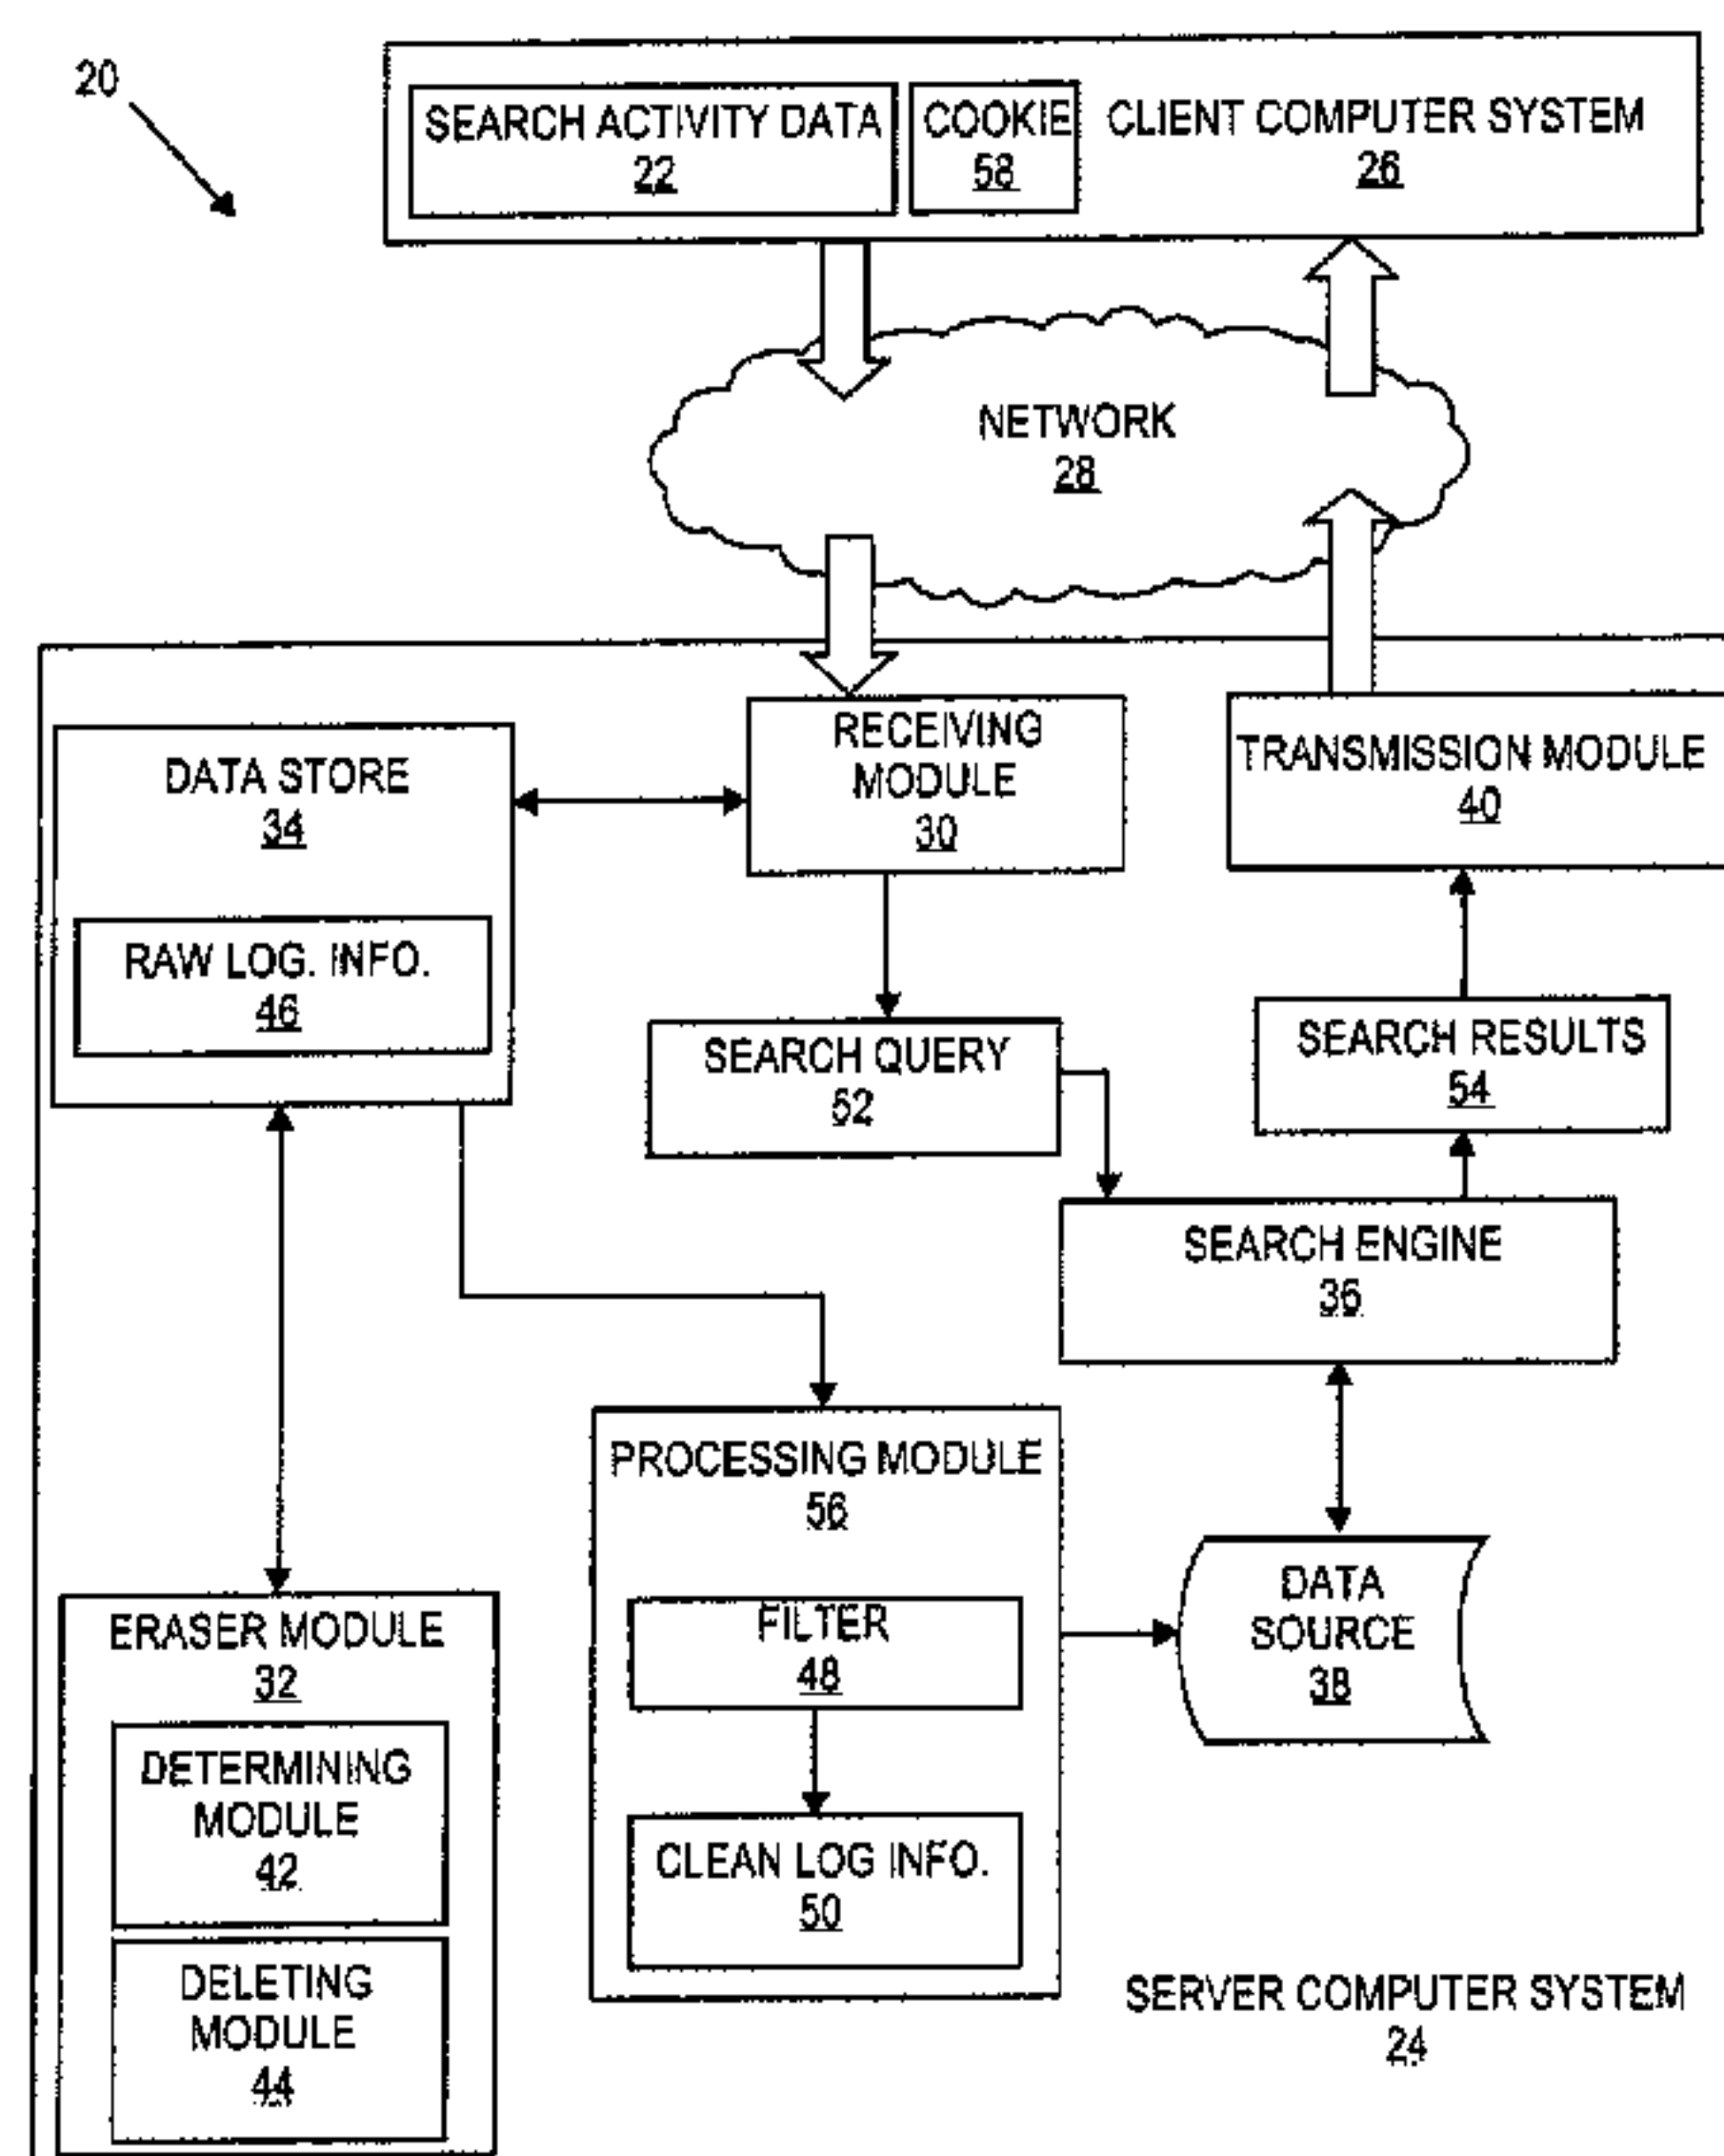 20
SEARCH ACTIVITY DATA
22
COOKIE
58
CLIENT COMPUTER SYSTEM
26
NETWORK
28
DATA STORE
34
RAW LOG. INFO.
46
RECEIVING
MODULE
30
TRANSMISSION MODULE
40
SEARCH QUERY
52
SEARCH RESULTS
54
SEARCH ENGINE
36
PROCESSING MODULE
56
FILTER
48
CLEAN LOG INFO.
50
DATA
SOURCE
38
ERASER MODULE
32
DETERMINING
MODULE
42
DELETING
MODULE
44
SERVER COMPUTER SYSTEM
24